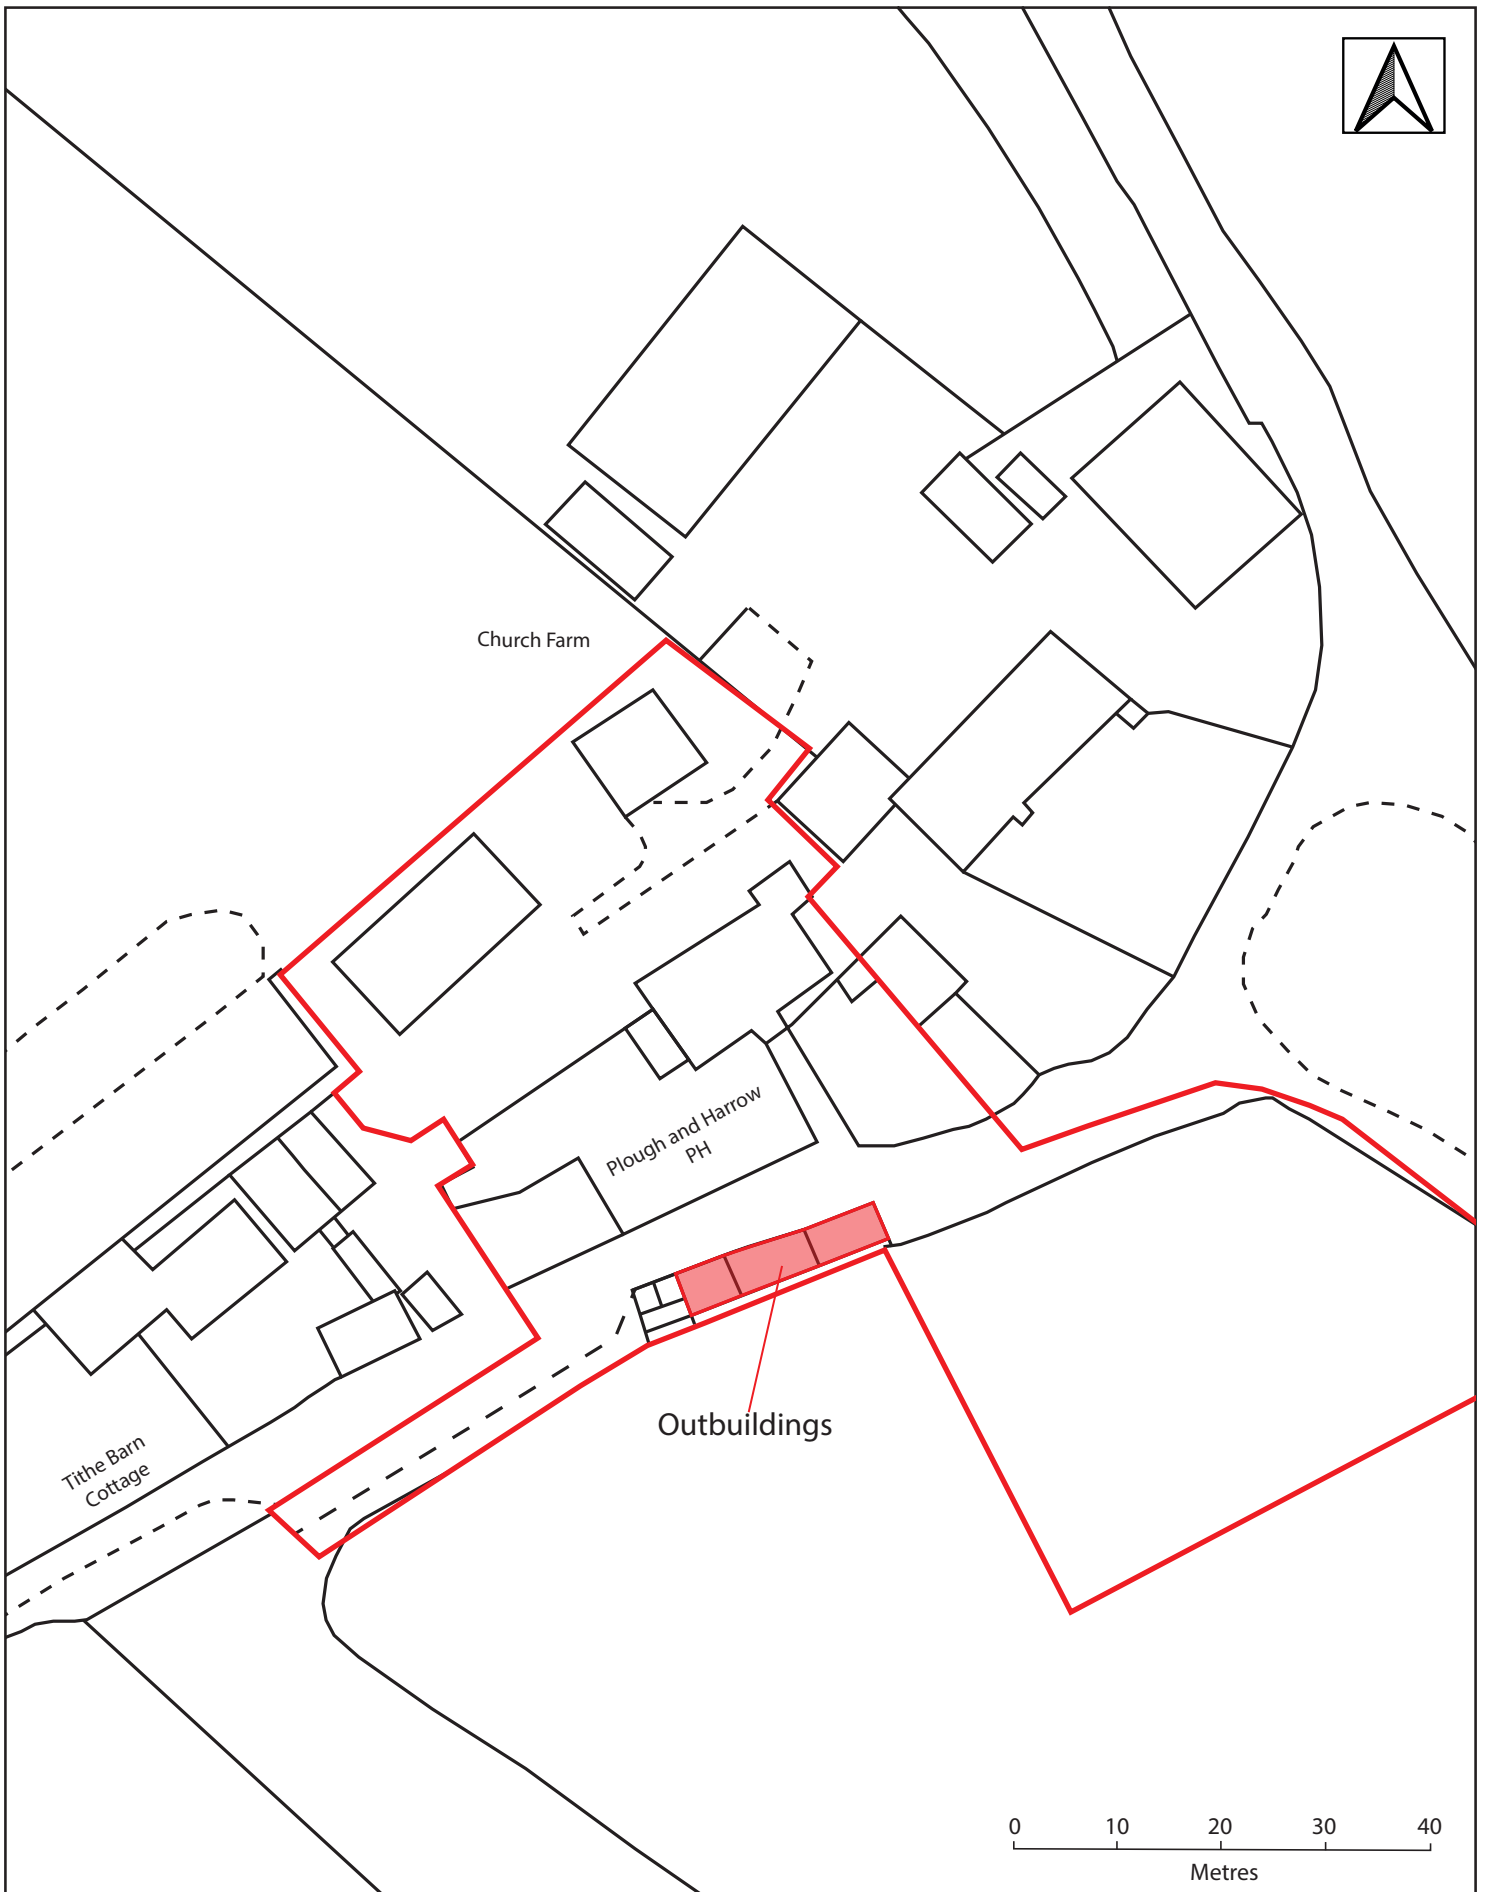 Church Farm
Plough and Harrow
PH
Outbuildings
Tithe Barn
Cottage
0 10 20 30 40
Metres